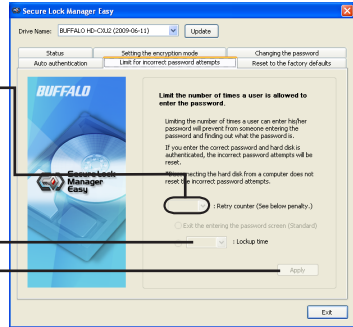 Secure Lock Manager Easy
Drive Name: BUFFALO HD-CXU2 (2009-06-11) Update
Status Setting the encryption mode Changing the password
Auto authentication Limit for incorrect password attempts Reset to the factory defaults
BUFFALO
Limit the number of times a user is allowed to
enter the password.
Limiting the number of times a user can enter his/her
password will prevent from someone entering the
password and finding out what the password is.
If you enter the correct password and hard disk is
authenticated, the incorrect password attempts will be
reset.
*Disconnecting the hard disk from a computer does not
reset the incorrect password attempts.
SecureLock
Manager
Easy
: Retry counter (See below penalty.)
Exit the entering the password screen (Standard)
: Lockup time
Apply
Exit